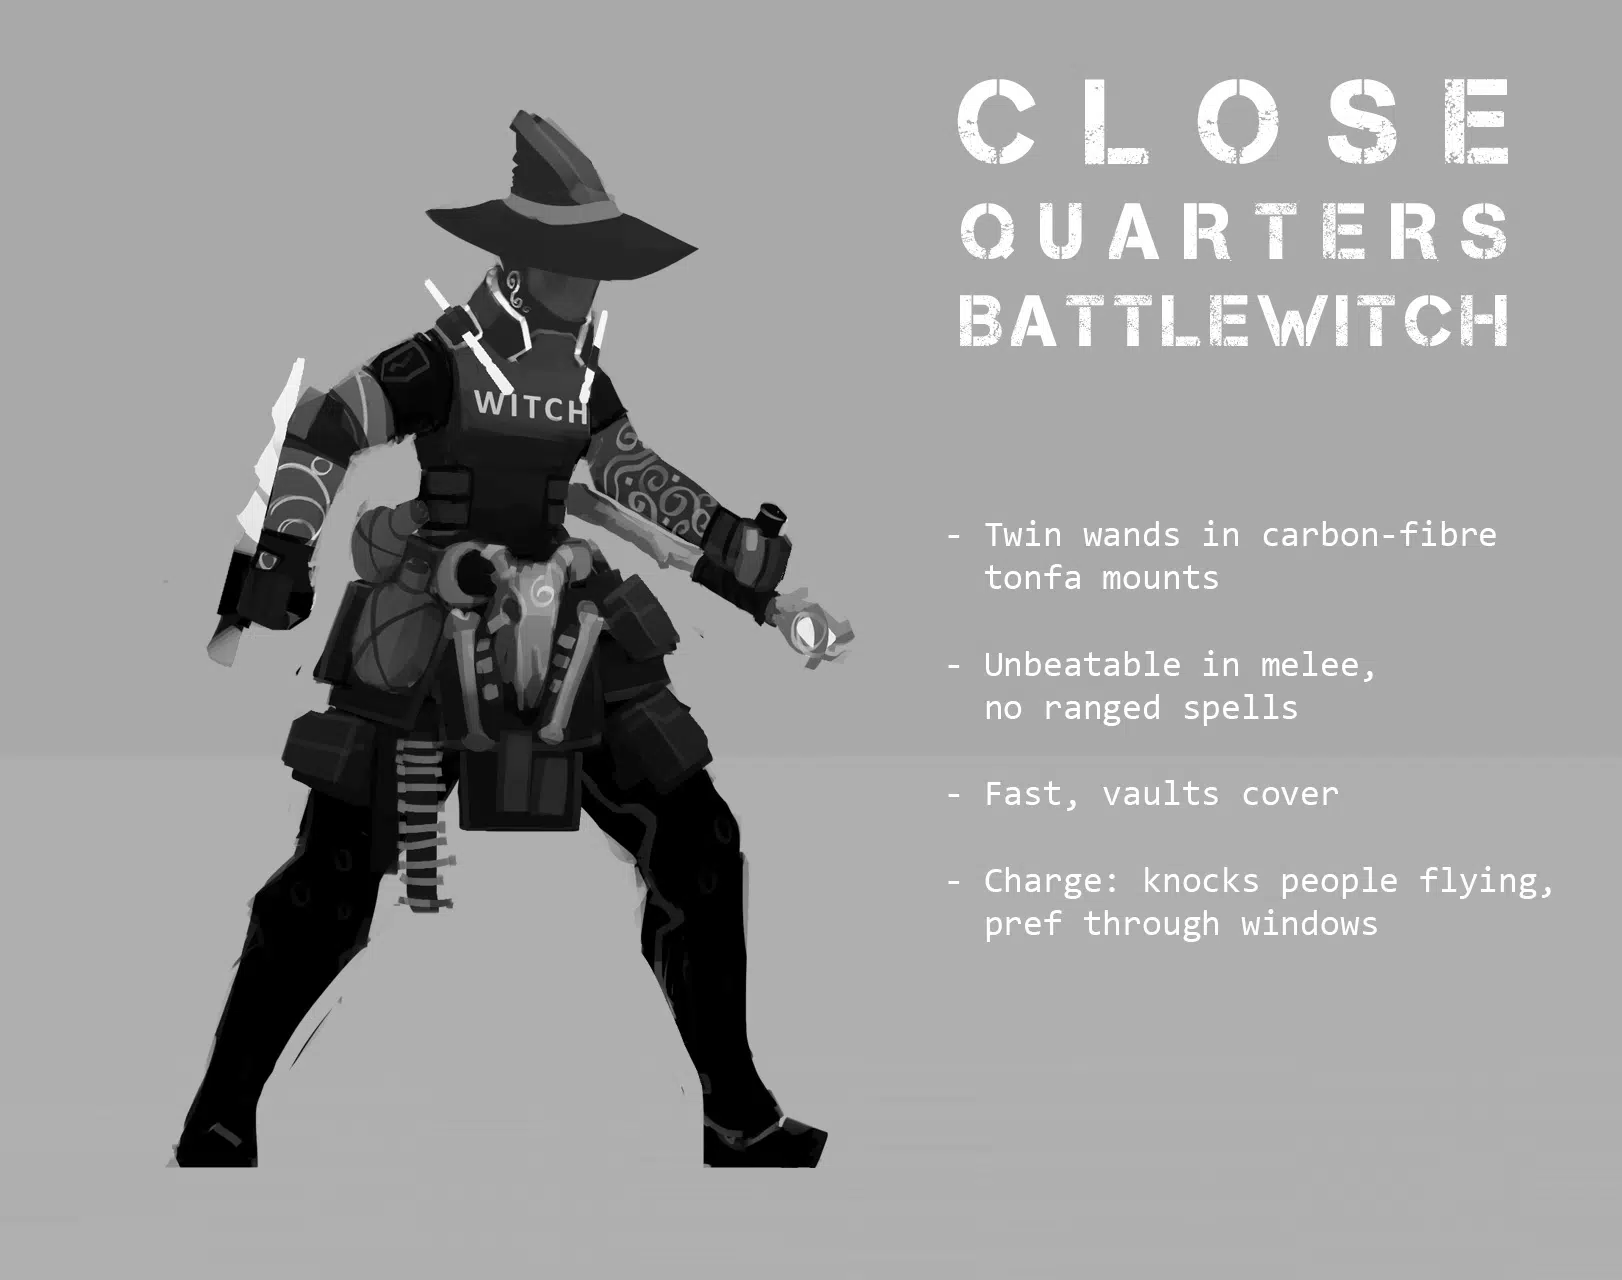 CLOSE
QUARTERS
BATTLEWITCH
WITCH
- Twin wands in carbon-fibre
tonfa mounts
- Unbeatable in melee,
no ranged spells
- Fast, vaults cover
- Charge: knocks people flying,
pref through windows